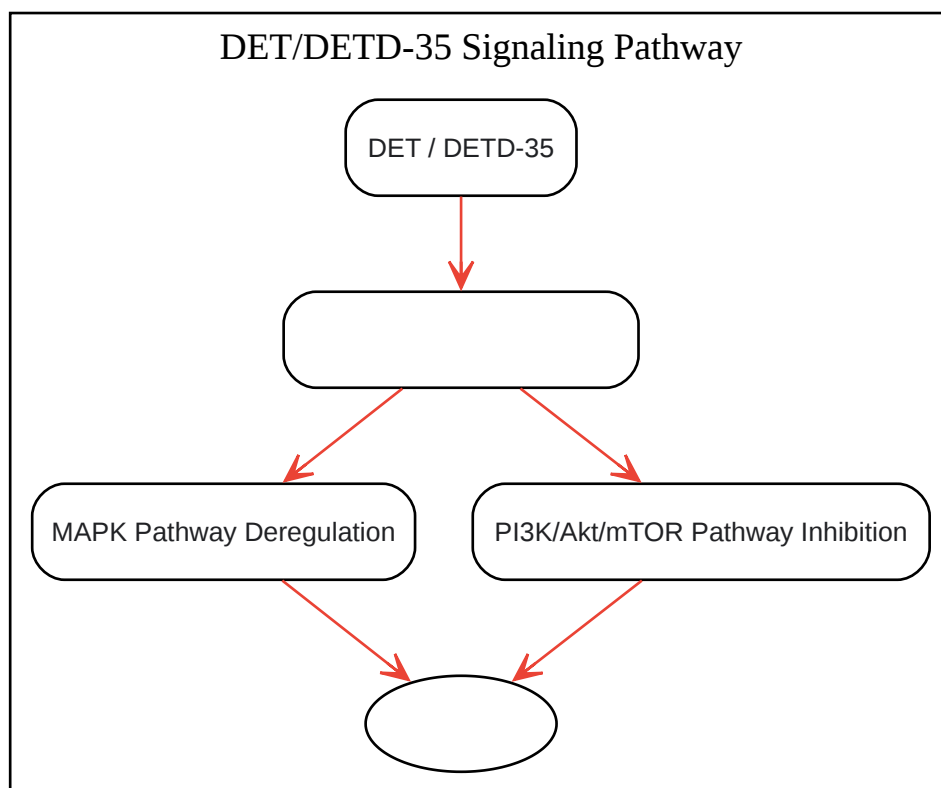 DET/DETD-35 Signaling Pathway
DET / DETD-35
MAPK Pathway Deregulation
PI3K/Akt/mTOR Pathway Inhibition